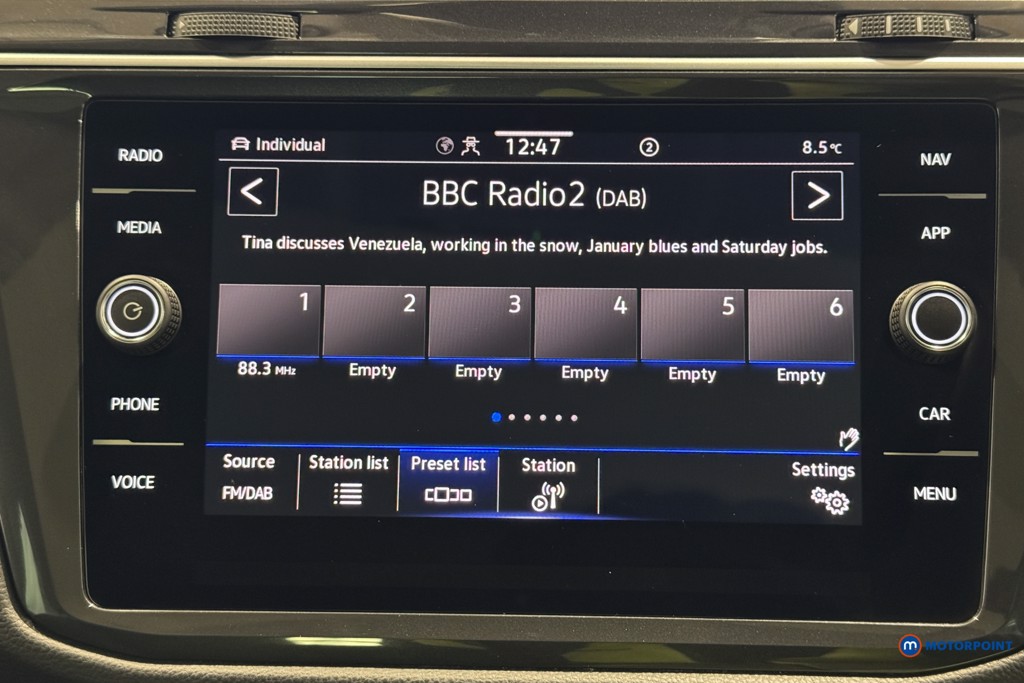 RADIO
MEDIA
PHONE
VOICE
Individual 12:47 2 8.5°C
< BBC Radio2 (DAB) >
Tina discusses Venezuela, working in the snow, January blues and Saturday jobs.
1 2 3 4 5 6
88.3 MHz Empty Empty Empty Empty Empty
Source Station list Preset list Station Settings
FM/DAB
NAV
APP
CAR
MENU
m MOTORPOINT